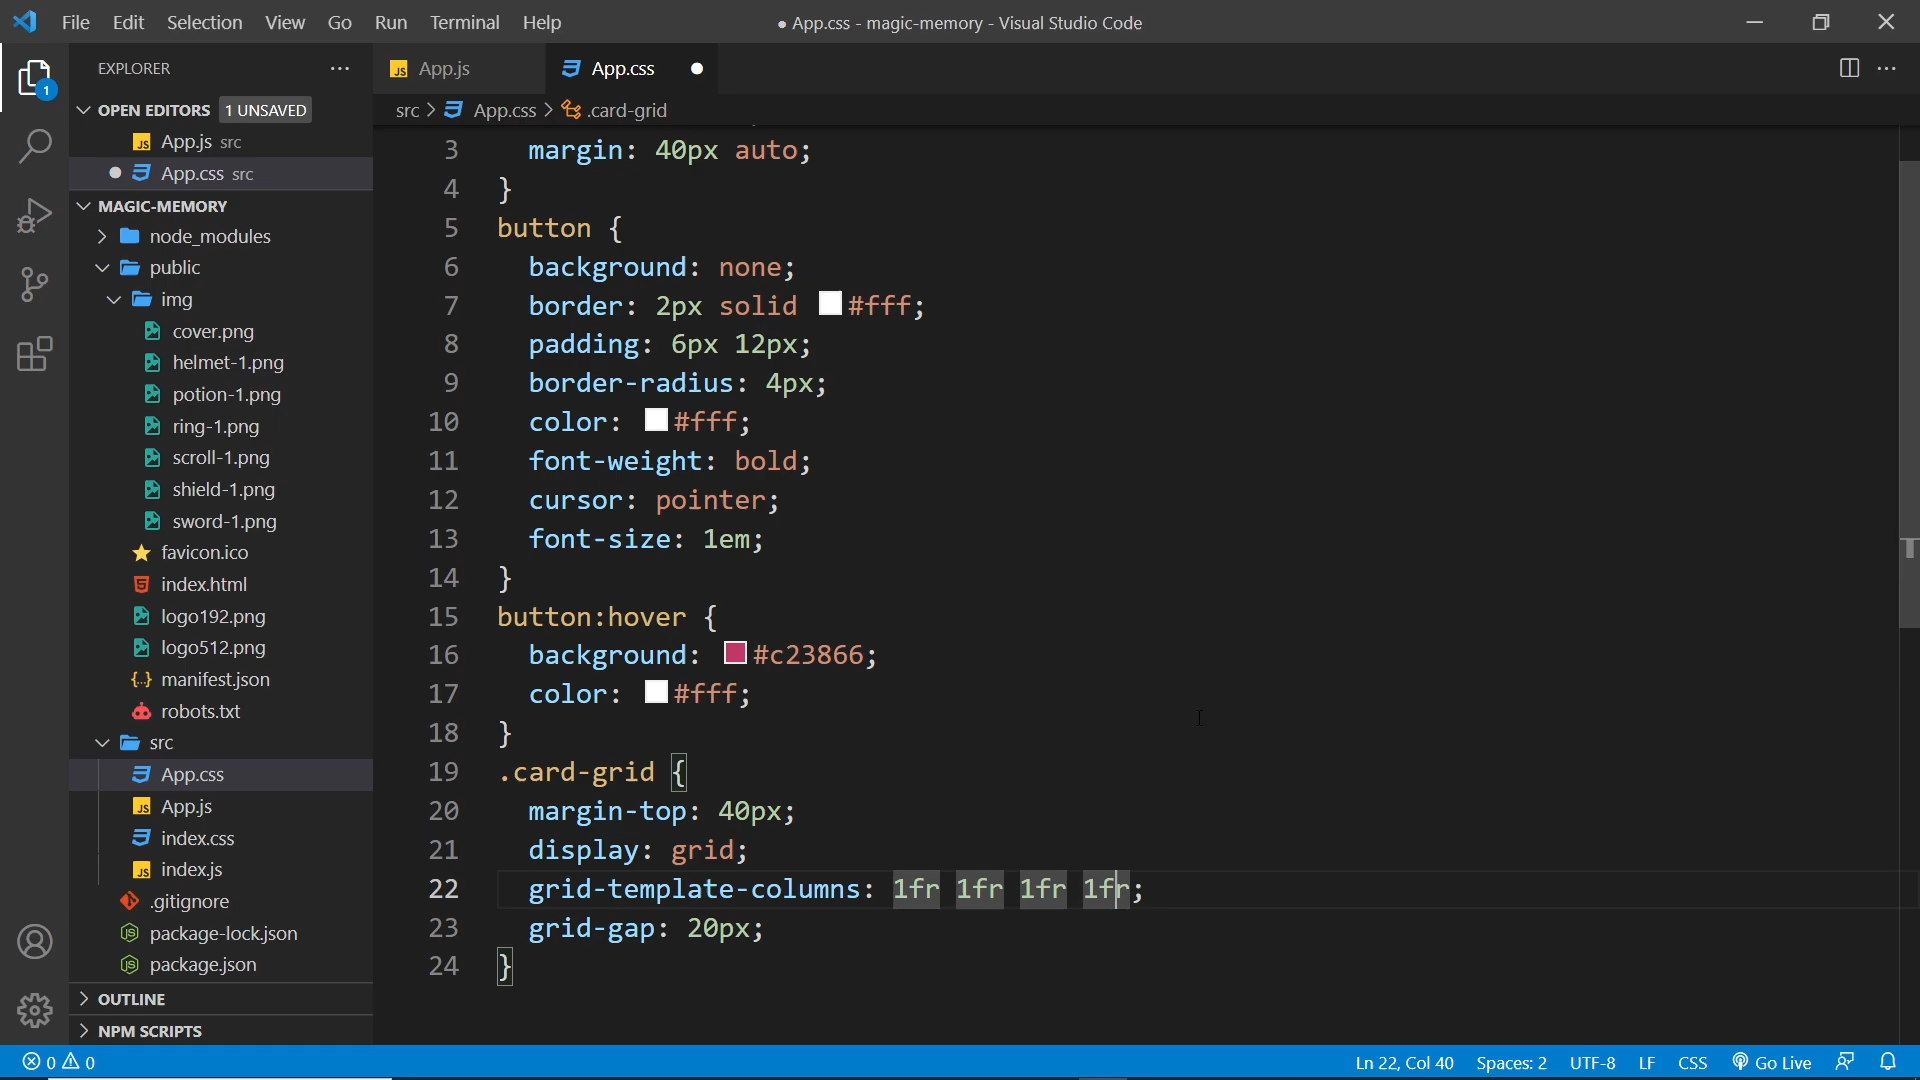 File Edit Selection View Go Run Terminal Help
● App.css - magic-memory - Visual Studio Code
EXPLORER
OPEN EDITORS 1 UNSAVED
App.js src
App.css src
MAGIC-MEMORY
node_modules
public
img
cover.png
helmet-1.png
potion-1.png
ring-1.png
scroll-1.png
shield-1.png
sword-1.png
favicon.ico
index.html
logo192.png
logo512.png
manifest.json
robots.txt
src
App.css
App.js
index.css
index.js
.gitignore
package-lock.json
package.json
OUTLINE
NPM SCRIPTS
1
JS App.js
App.css
src > App.css > .card-grid
3 margin: 40px auto;
4 }
5 button {
6 background: none;
7 border: 2px solid #fff;
8 padding: 6px 12px;
9 border-radius: 4px;
10 color: #fff;
11 font-weight: bold;
12 cursor: pointer;
13 font-size: 1em;
14 }
15 button:hover {
16 background: #c23866;
17 color: #fff;
18 }
19 .card-grid {
20 margin-top: 40px;
21 display: grid;
22 grid-template-columns: 1fr 1fr 1fr 1fr;
23 grid-gap: 20px;
24 }
0 0
Ln 22, Col 40 Spaces: 2 UTF-8 LF CSS Go Live